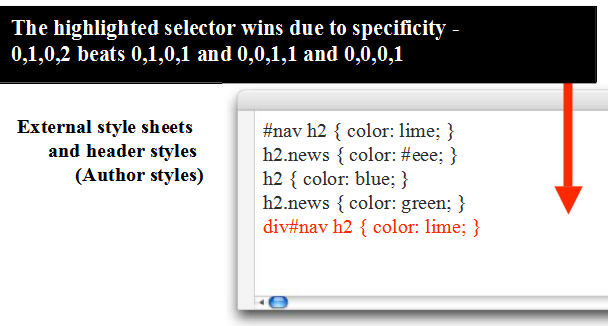 The highlighted selector wins due to specificity -
0,1,0,2 beats 0,1,0,1 and 0,0,1,1 and 0,0,0,1
External style sheets
and header styles
(Author styles)
#nav h2 { color: lime; }
h2.news { color: #eee; }
h2 { color: blue; }
h2.news { color: green; }
div#nav h2 { color: lime; }